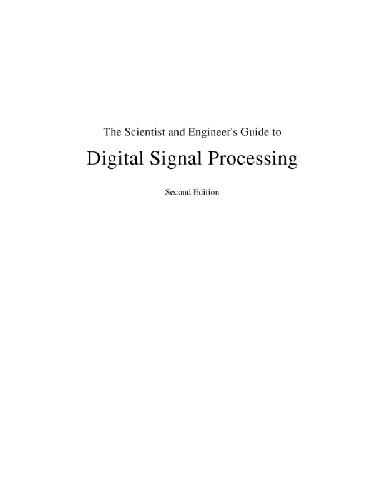 The Scientist and Engineer's Guide to
Digital Signal Processing
Second Edition